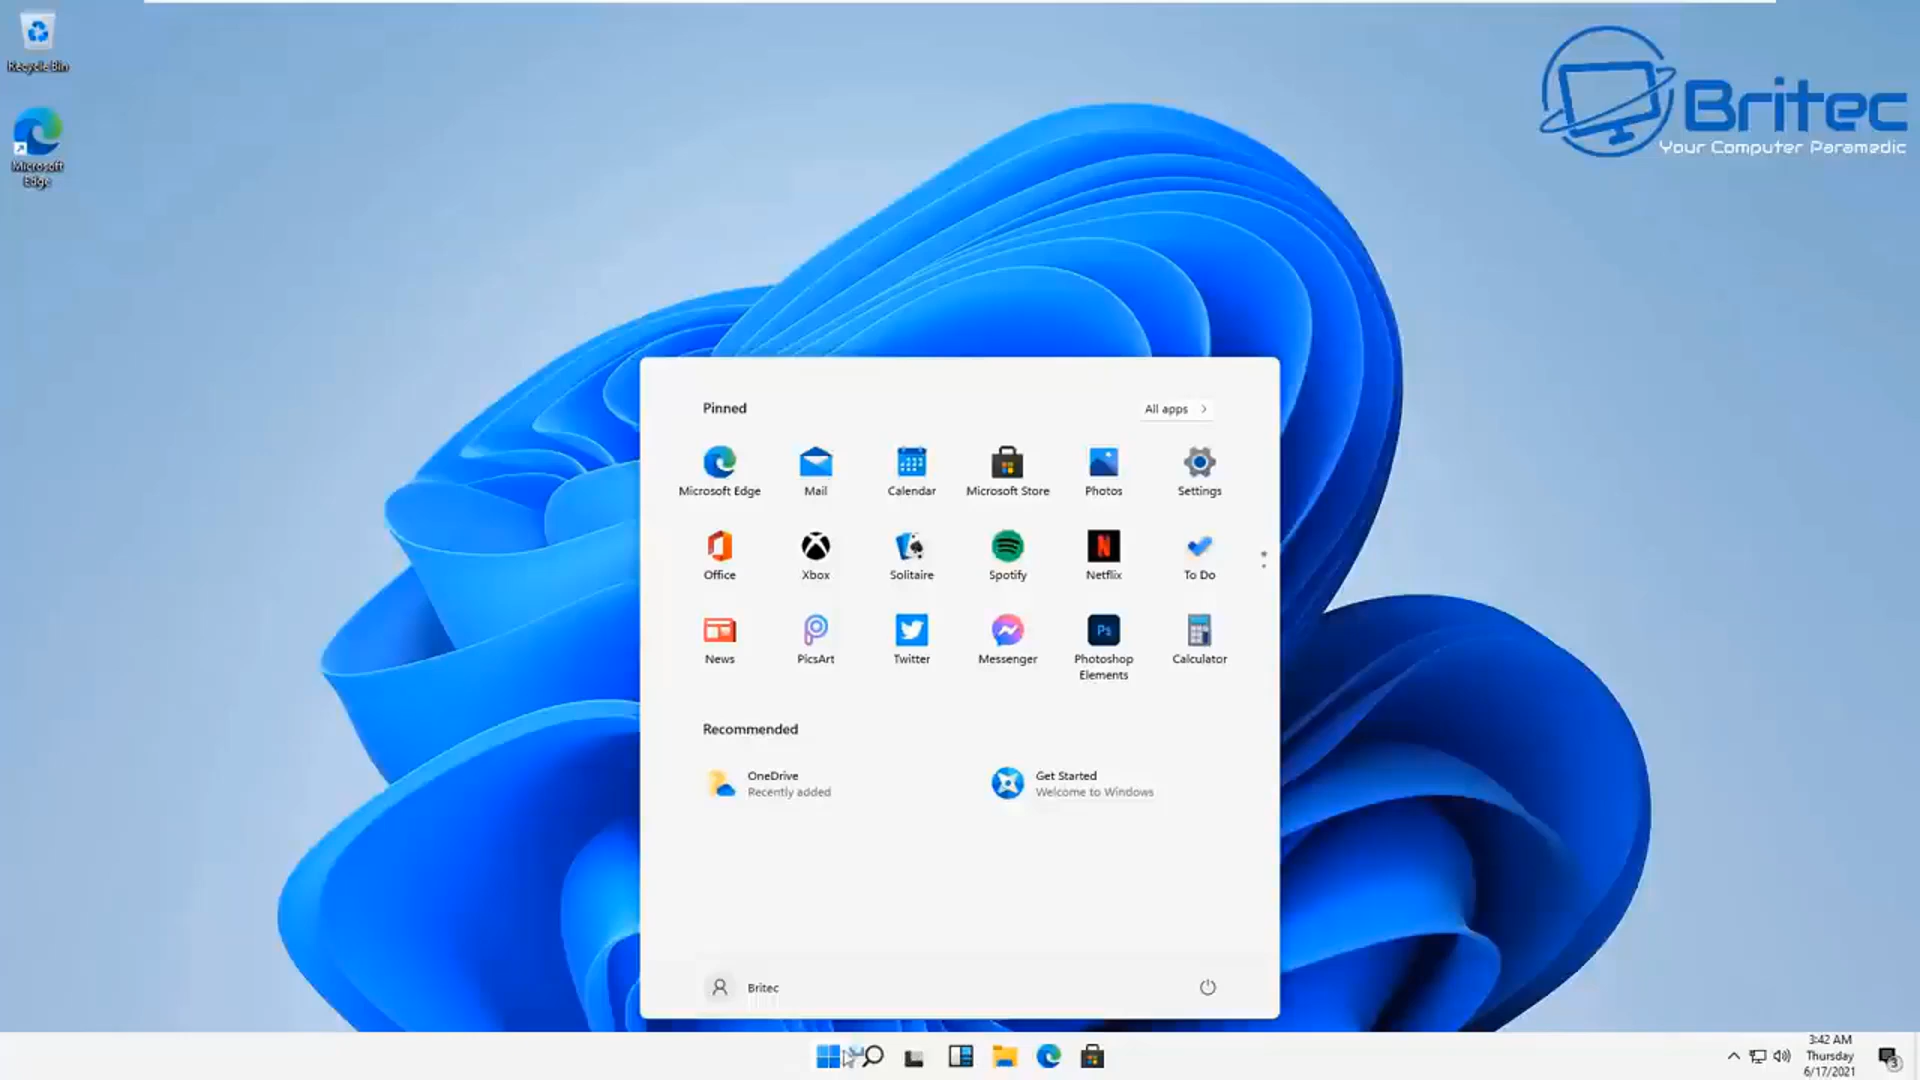 Recycle Bin
Microsoft
Edge
Britec
Your Computer Paramedic
Pinned
All apps
Microsoft Edge
Mail
Calendar
Microsoft Store
Photos
Settings
Office
Xbox
Solitaire
Spotify
Netflix
To Do
News
PicsArt
Twitter
Messenger
Ps
Photoshop
Elements
Calculator
Recommended
OneDrive
Recently added
Get Started
Welcome to Windows
Britec
3:42 AM
Thursday
6/17/2021
3